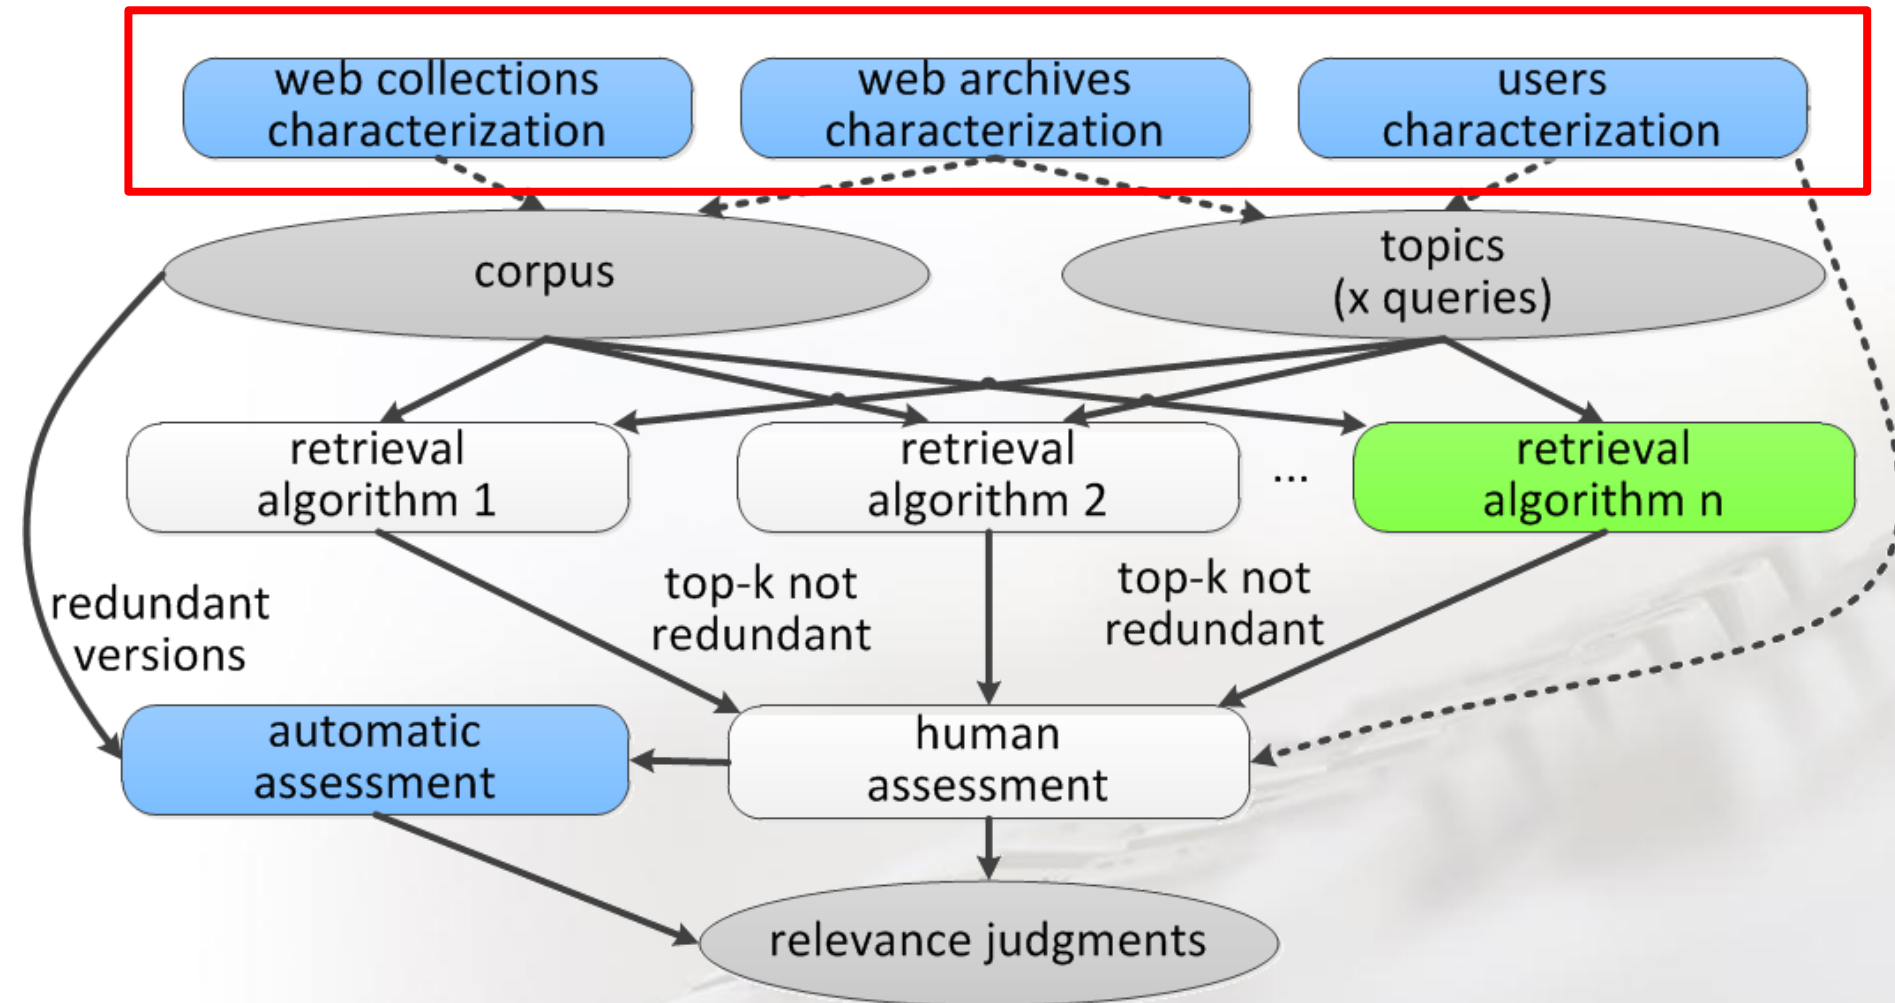 web collections
characterization
web archives
characterization
users
characterization
corpus
topics
(x queries)
retrieval
algorithm 1
retrieval
algorithm 2
...
retrieval
algorithm n
redundant
versions
top-k not
redundant
top-k not
redundant
automatic
assessment
human
assessment
relevance judgments